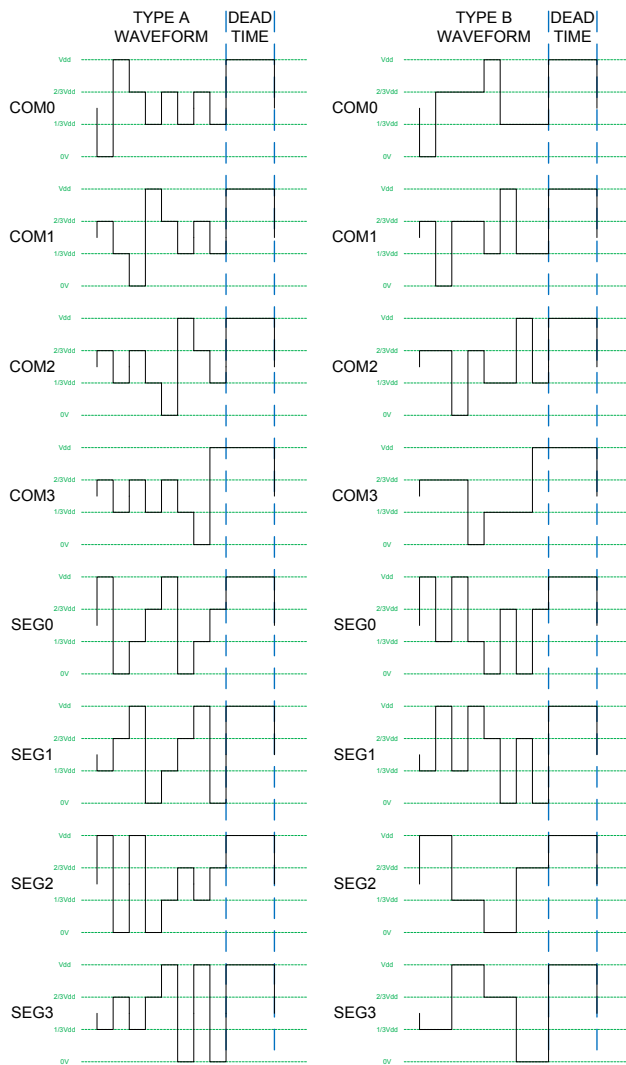 TYPE A WAVEFORM
DEAD TIME
TYPE B WAVEFORM
DEAD TIME
COM0
Vdd
2/3Vdd
1/3Vdd
0V
COM0
Vdd
2/3Vdd
1/3Vdd
0V
COM1
Vdd
2/3Vdd
1/3Vdd
0V
COM1
Vdd
2/3Vdd
1/3Vdd
0V
COM2
Vdd
2/3Vdd
1/3Vdd
0V
COM2
Vdd
2/3Vdd
1/3Vdd
0V
COM3
Vdd
2/3Vdd
1/3Vdd
0V
COM3
Vdd
2/3Vdd
1/3Vdd
0V
SEG0
Vdd
2/3Vdd
1/3Vdd
0V
SEG0
Vdd
2/3Vdd
1/3Vdd
0V
SEG1
Vdd
2/3Vdd
1/3Vdd
0V
SEG1
Vdd
2/3Vdd
1/3Vdd
0V
SEG2
Vdd
2/3Vdd
1/3Vdd
0V
SEG2
Vdd
2/3Vdd
1/3Vdd
0V
SEG3
Vdd
2/3Vdd
1/3Vdd
0V
SEG3
Vdd
2/3Vdd
1/3Vdd
0V